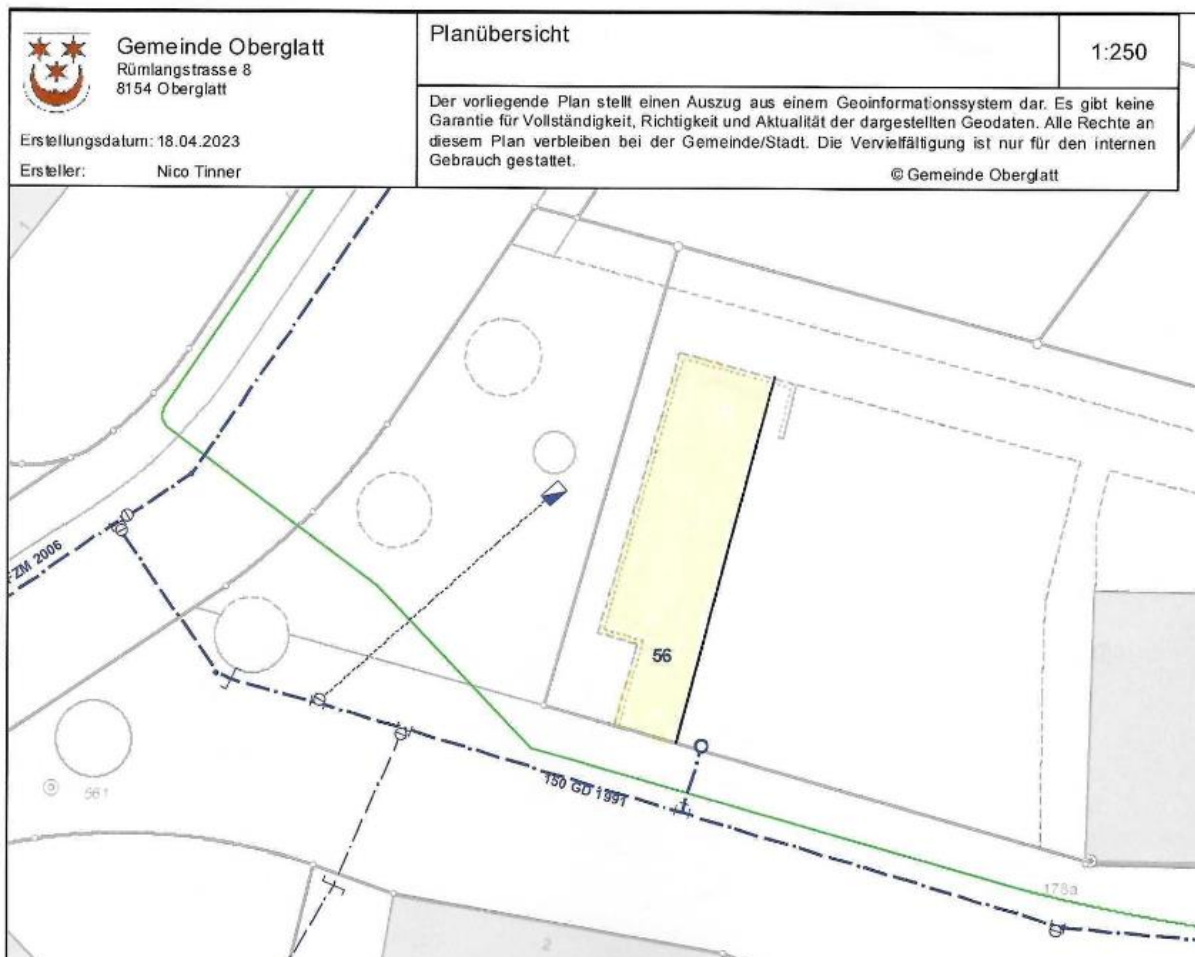 Gemeinde Oberglatt
Rümlangstrasse 8
8154 Oberglatt
Erstellungsdatum: 18.04.2023
Ersteller: Nico Tinner
Planübersicht
1:250
Der vorliegende Plan stellt einen Auszug aus einem Geoinformationssystem dar. Es gibt keine
Garantie für Vollständigkeit, Richtigkeit und Aktualität der dargestellten Geodaten. Alle Rechte an
diesem Plan verbleiben bei der Gemeinde/Stadt. Die Vervielfältigung ist nur für den internen
Gebrauch gestattet.
© Gemeinde Oberglatt
1
ZM 2006
56
150 GD 1991
561
178a
2